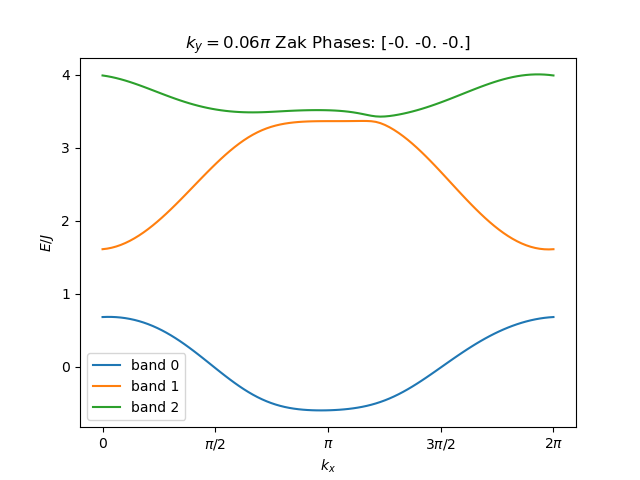 $k_y = 0.06\pi$ Zak Phases: [-0. -0. -0.]
E/J
4
3
2
1
0
band 0
band 1
band 2
0
π/2
π
3π/2
2π
$k_x$